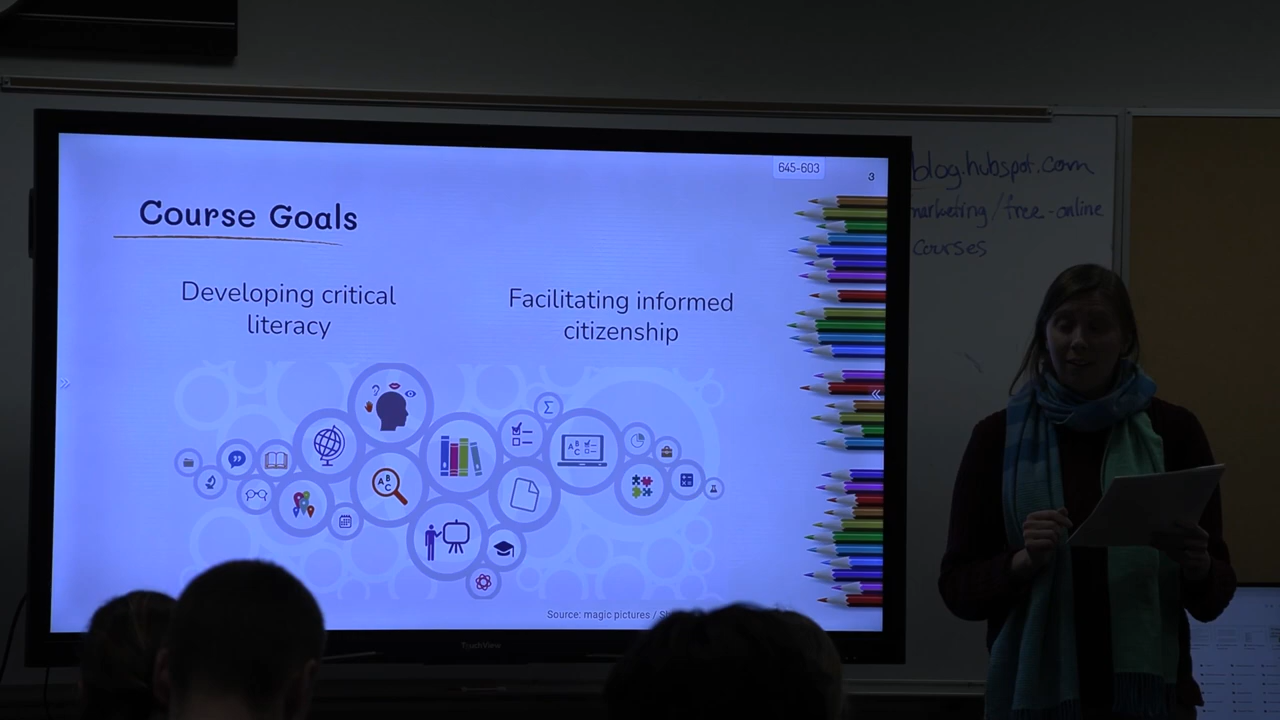 645-603
3
Course Goals
Developing critical
literacy
Facilitating informed
citizenship
Σ
A B
C
A
B C
Source: magic pictures /
TouchView
blog.hubspot.com
marketing/free-online
Courses